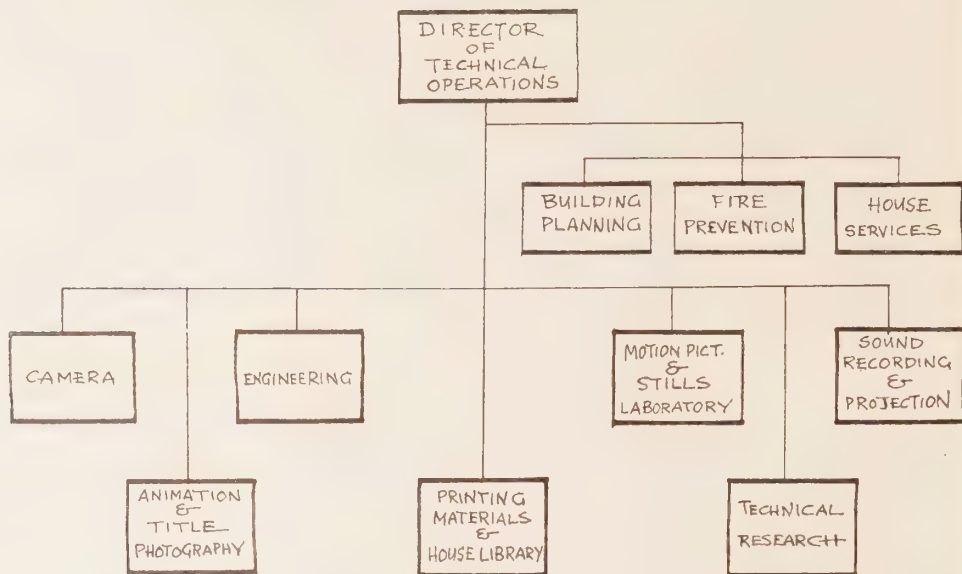 DIRECTOR
OF
TECHNICAL
OPERATIONS
BUILDING
PLANNING
FIRE
PREVENTION
HOUSE
SERVICES
CAMERA
ENGINEERING
MOTION PICT.
&
STILLS
LABORATORY
SOUND
RECORDING
&
PROJECTION
ANIMATION
&
TITLE
PHOTOGRAPHY
PRINTING
MATERIALS
&
HOUSE LIBRARY
TECHNICAL
RESEARCH